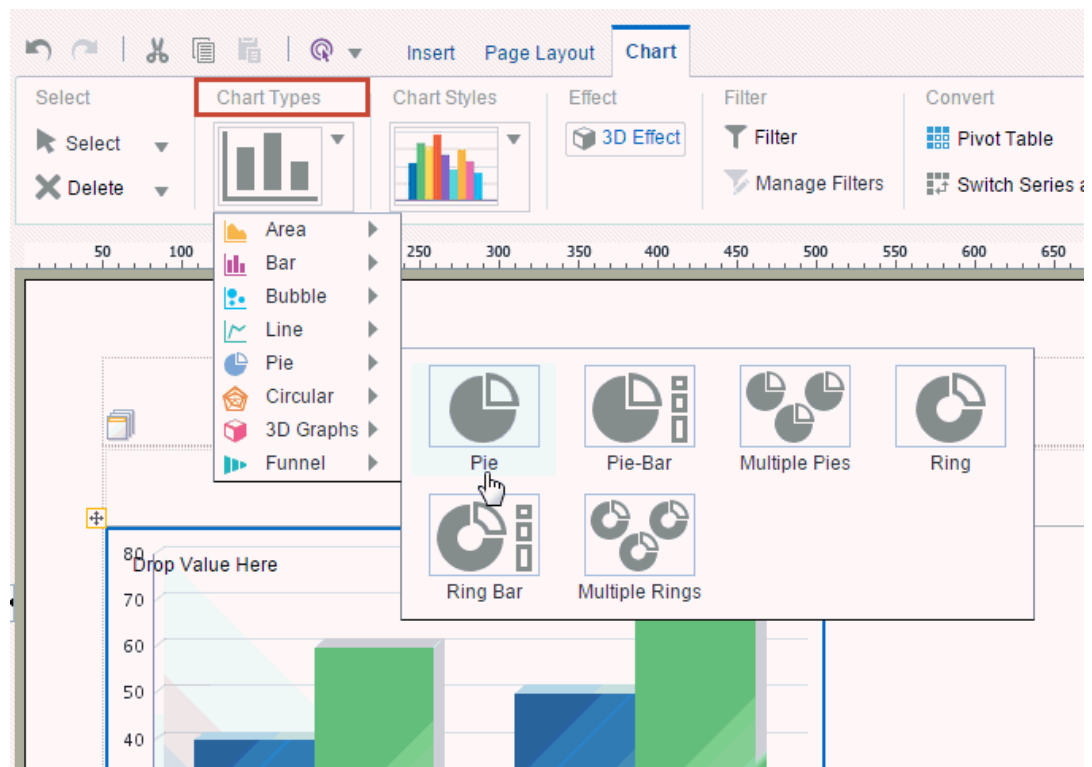 Insert Page Layout Chart
Select Chart Types Chart Styles Effect Filter Convert
Select 3D Effect Filter Pivot Table
Delete Manage Filters Switch Series a
50 100 250 300 350 400 450 500 550 600 650
Area
Bar
Bubble
Line
Pie
Circular
3D Graphs
Funnel
Pie Pie-Bar Multiple Pies Ring
Ring Bar Multiple Rings
80
Drop Value Here
70
60
50
40